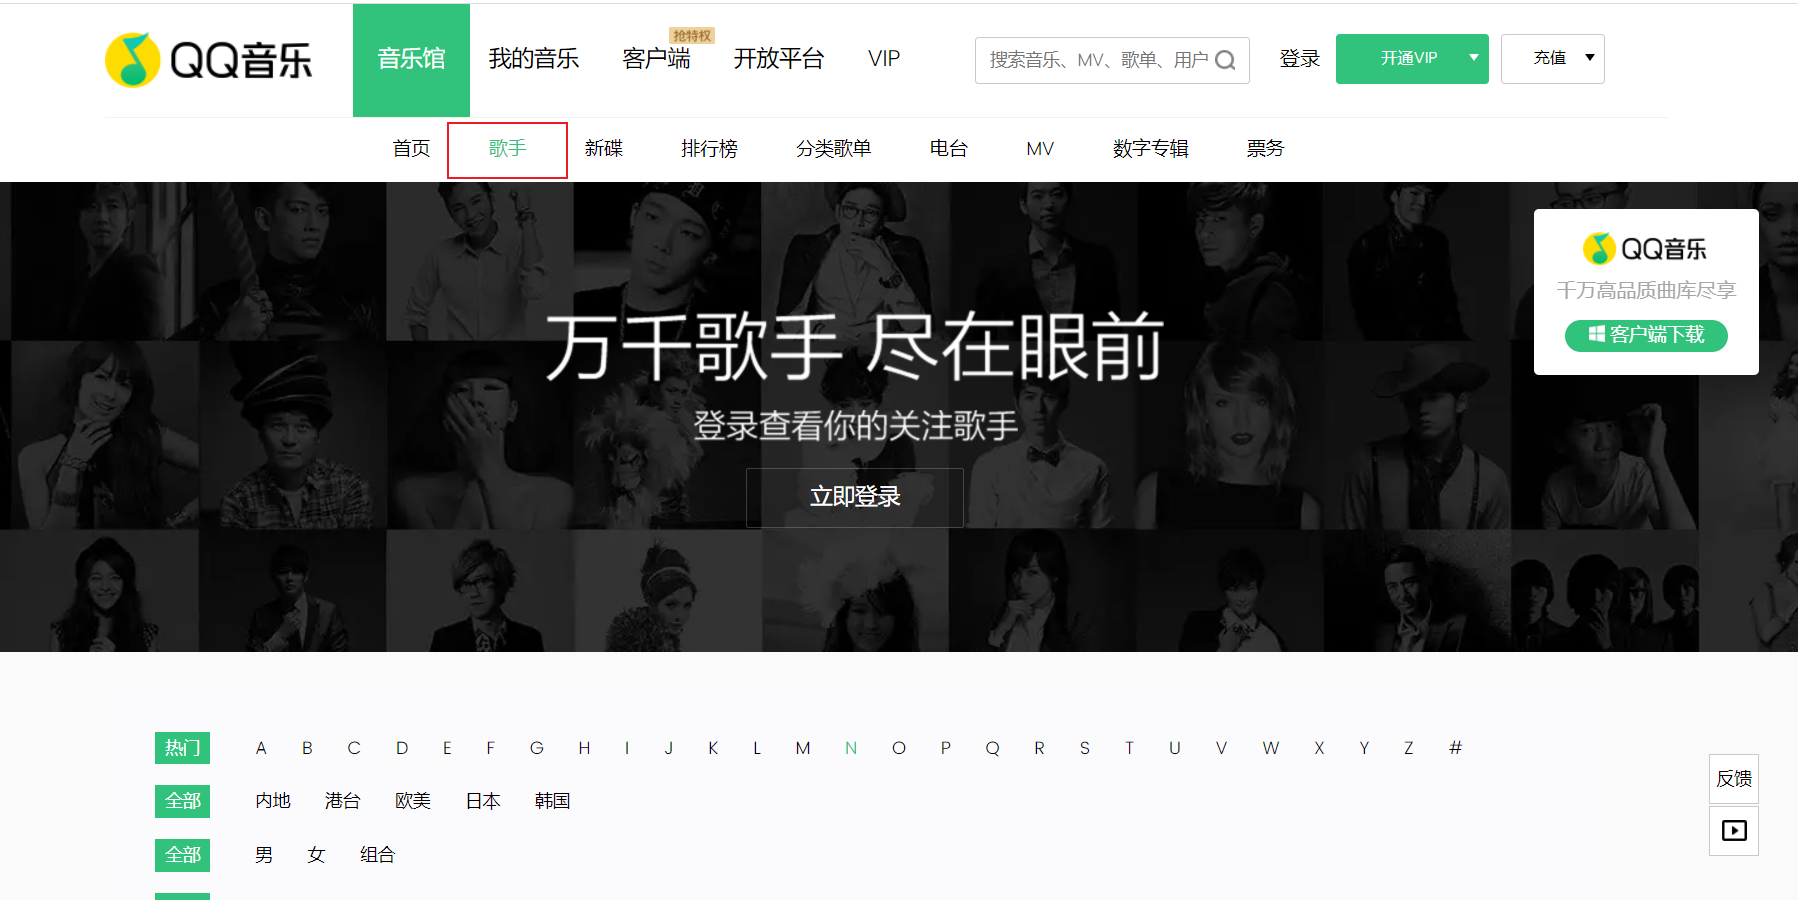 QQ音乐
音乐馆 我的音乐 客户端 抢特权 开放平台 VIP
搜索音乐、MV、歌单、用户
登录 开通VIP 充值
首页 歌手 新碟 排行榜 分类歌单 电台 MV 数字专辑 票务
QQ音乐
千万高品质曲库尽享
客户端下载
万千歌手 尽在眼前
登录查看你的关注歌手
立即登录
热门 A B C D E F G H I J K L M N O P Q R S T U V W X Y Z #
全部 内地 港台 欧美 日本 韩国
全部 男 女 组合
反馈